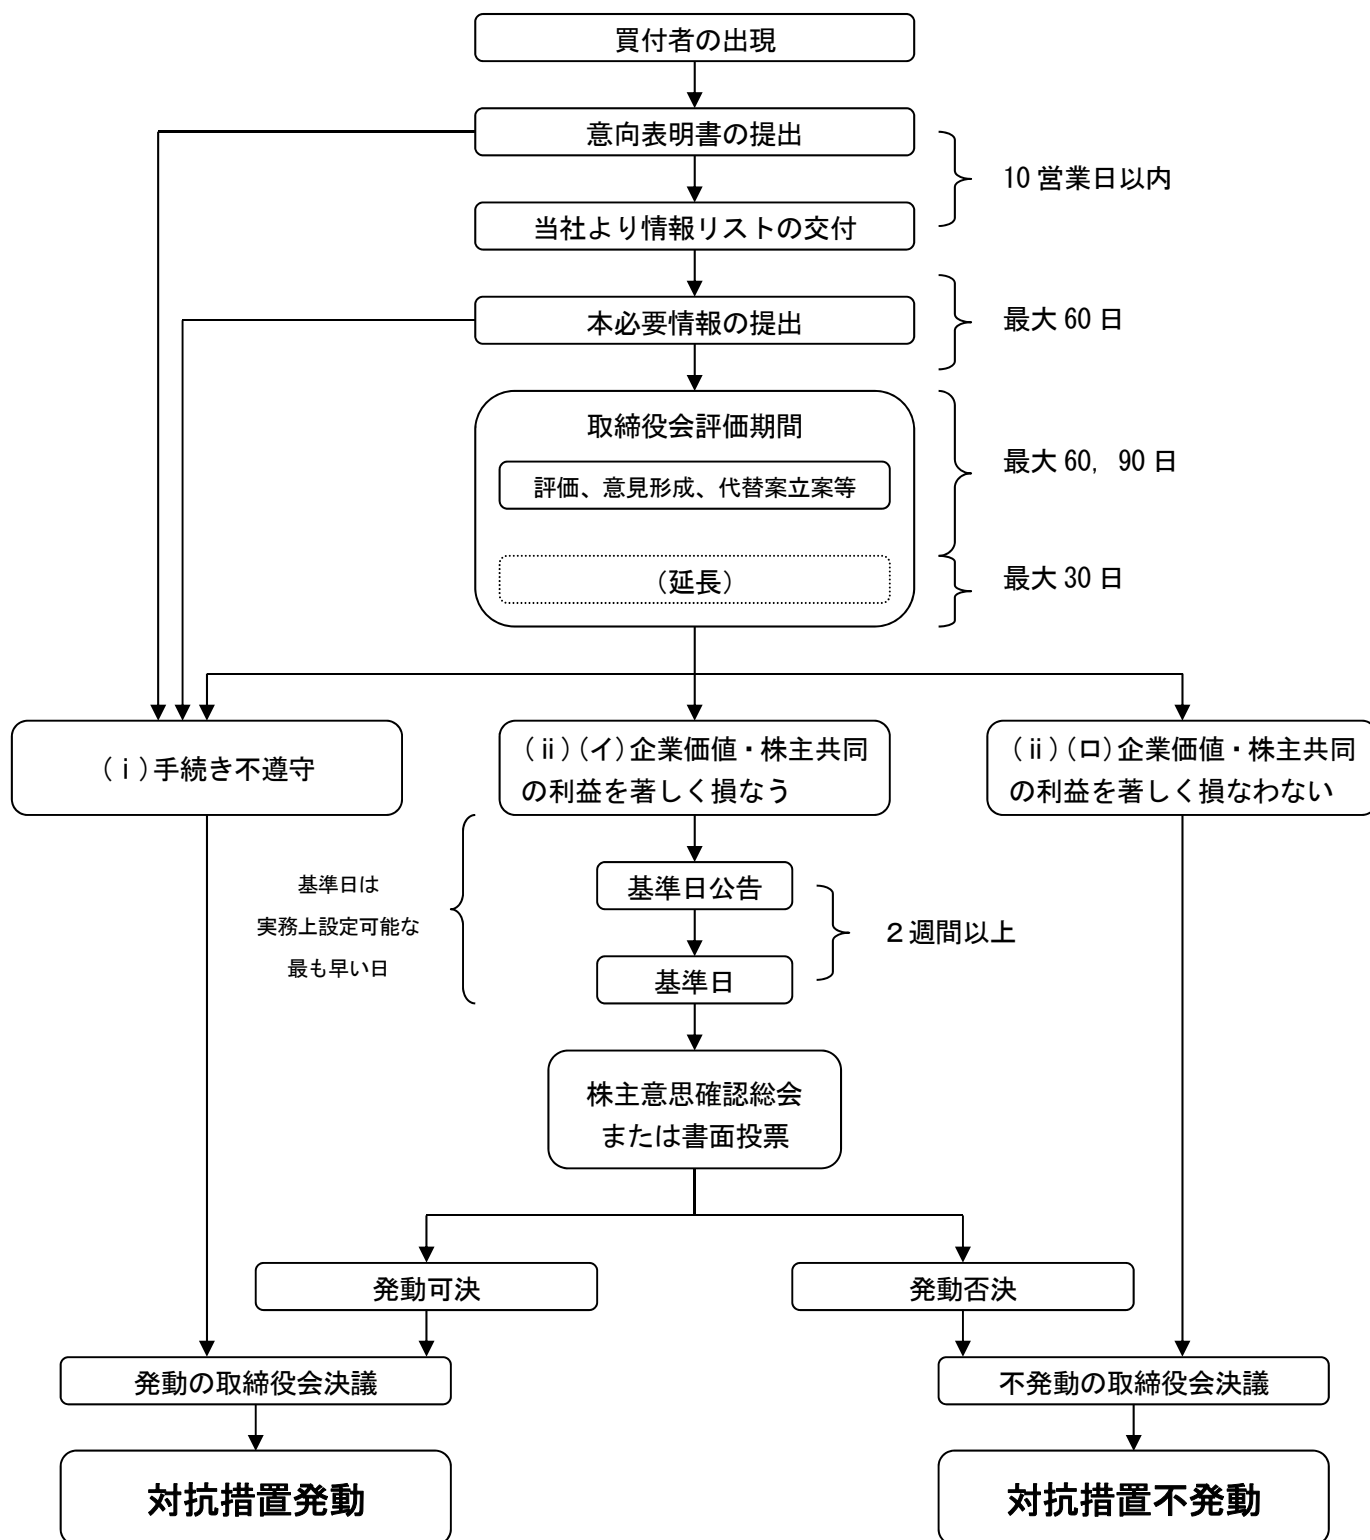 買付者の出現
意向表明書の提出
10 営業日以内
当社より情報リストの交付
本必要情報の提出
最大 60 日
取締役会評価期間
最大 60, 90 日
評価、意見形成、代替案立案等
(延長)
最大 30 日
(ⅰ)手続き不遵守
(ⅱ)(イ)企業価値・株主共同
の利益を著しく損なう
(ⅱ)(ロ)企業価値・株主共同
の利益を著しく損なわない
基準日は
実務上設定可能な
最も早い日
基準日公告
2週間以上
基準日
株主意思確認総会
または書面投票
発動可決
発動否決
発動の取締役会決議
不発動の取締役会決議
対抗措置発動
対抗措置不発動